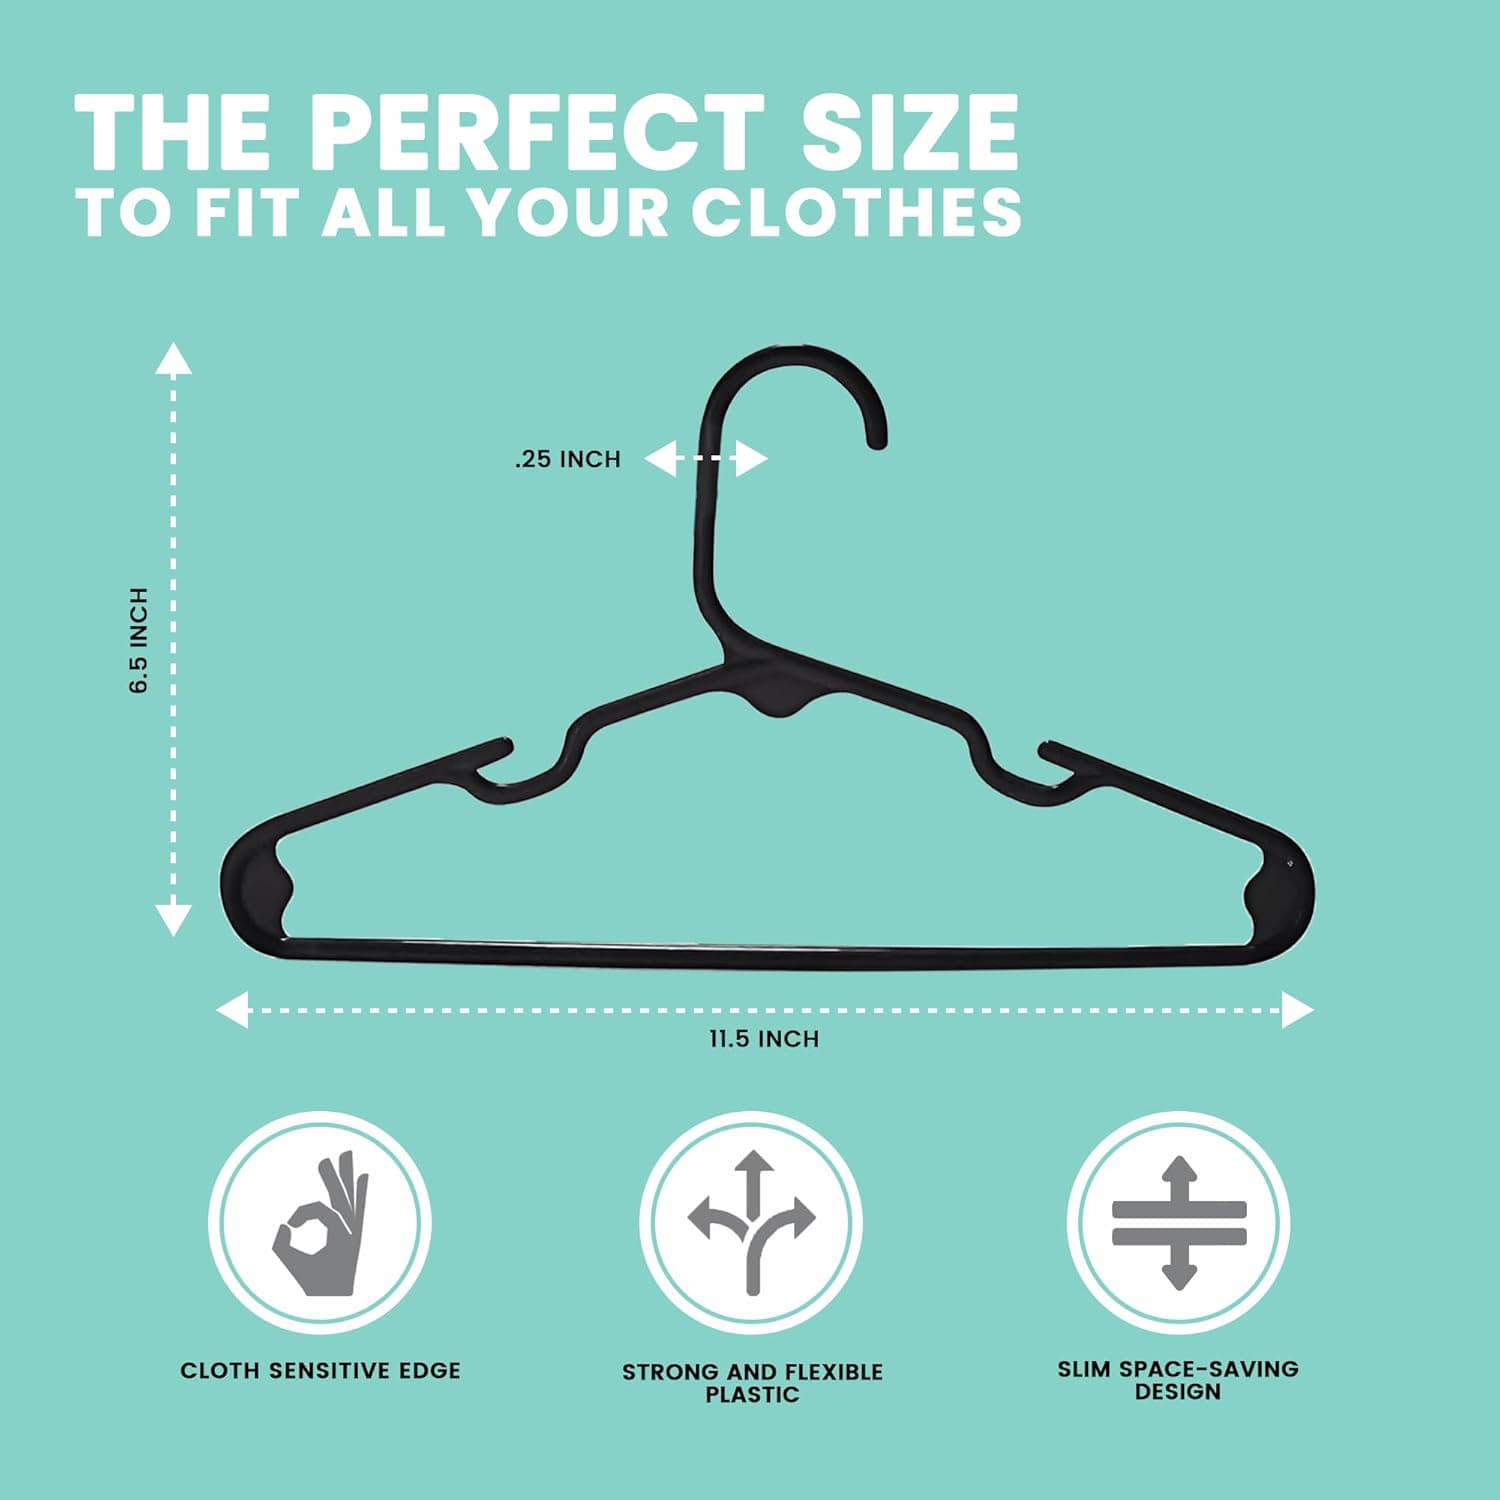 THE PERFECT SIZE
TO FIT ALL YOUR CLOTHES
.25 INCH
6.5 INCH
11.5 INCH
CLOTH SENSITIVE EDGE
STRONG AND FLEXIBLE
PLASTIC
SLIM SPACE-SAVING
DESIGN